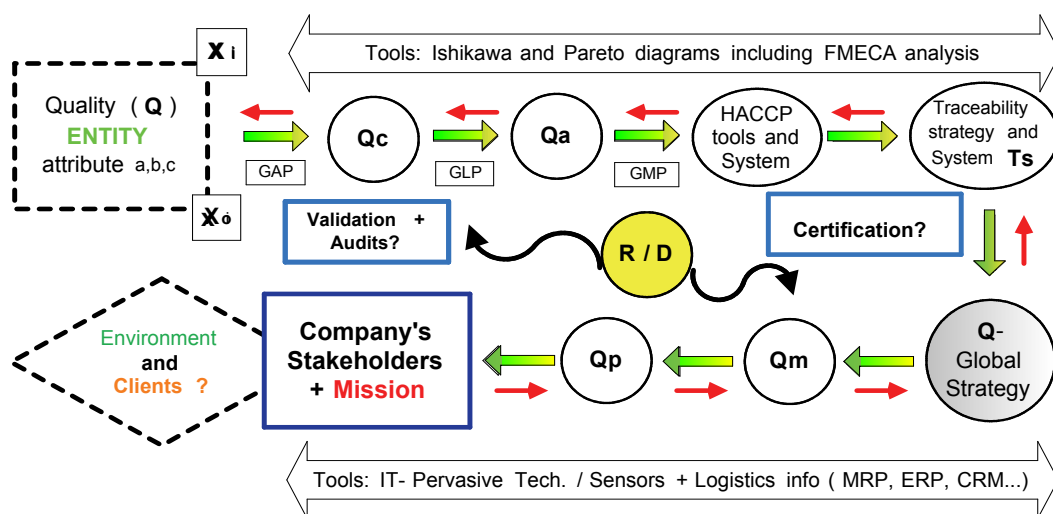 X i
Tools: Ishikawa and Pareto diagrams including FMECA analysis
Quality ( Q )
ENTITY
attribute a,b,c
Qc
Qa
HACCP
tools and
System
Traceability
strategy and
System Ts
GAP
GLP
GMP
Validation +
Audits?
R / D
Certification?
Environment
and
Clients ?
Company's
Stakeholders
+ Mission
Qp
Qm
Q-
Global
Strategy
Tools: IT- Pervasive Tech. / Sensors + Logistics info ( MRP, ERP, CRM...)